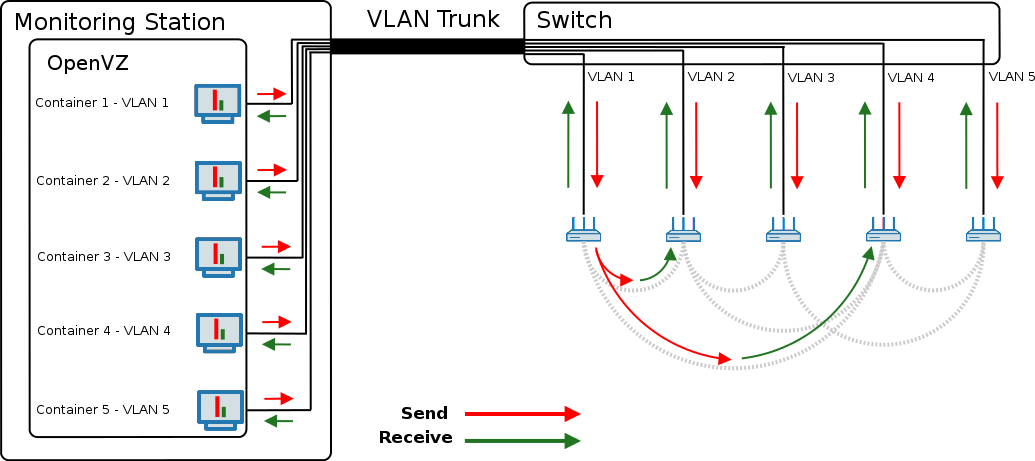 Monitoring Station
VLAN Trunk
Switch
OpenVZ
Container 1 - VLAN 1
Container 2 - VLAN 2
Container 3 - VLAN 3
Container 4 - VLAN 4
Container 5 - VLAN 5
VLAN 1
VLAN 2
VLAN 3
VLAN 4
VLAN 5
Send
Receive